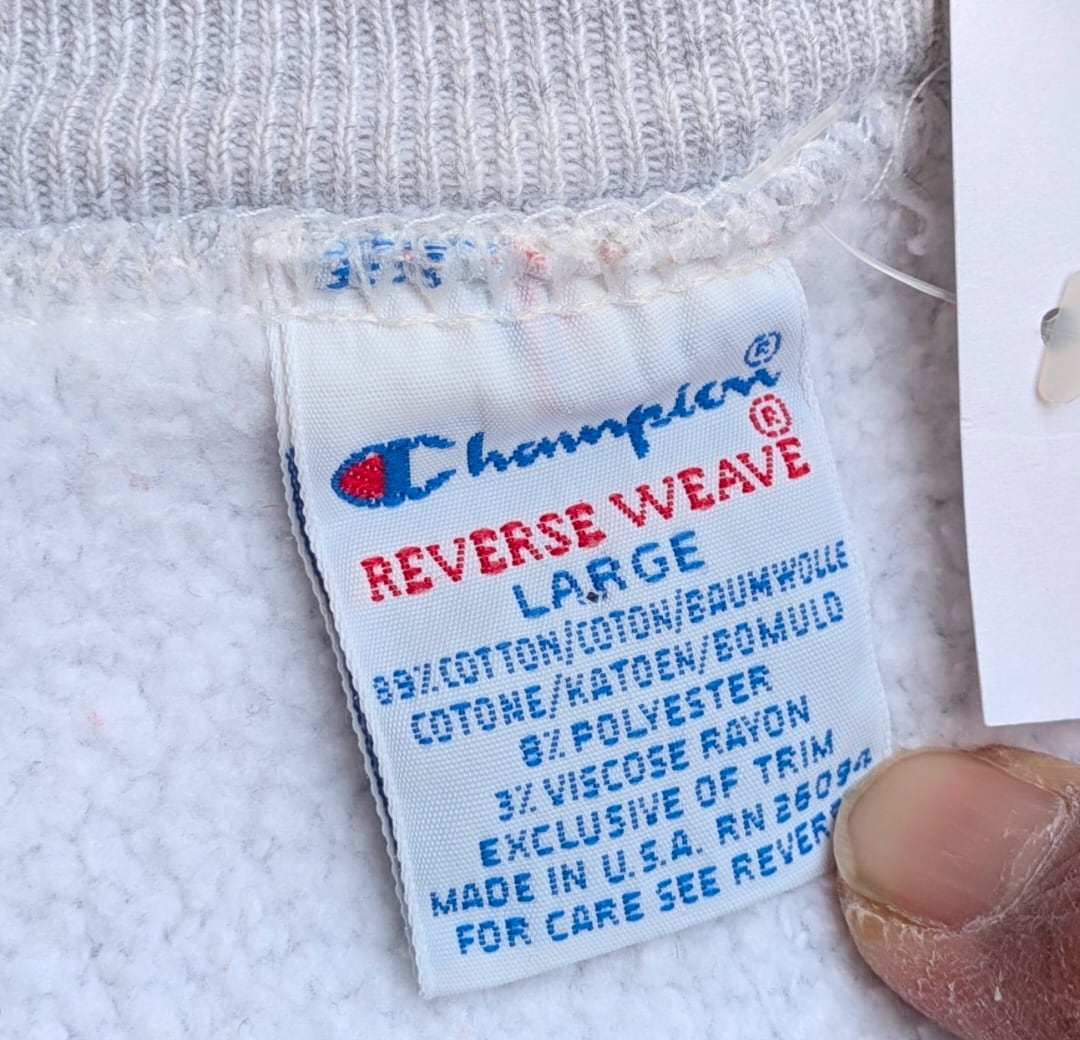 Champion®
REVERSE WEAVE®
LARGE
89% COTTON/COTON/BAUMWOLLE
COTONE/KATOEN/BOMULD
8% POLYESTER
3% VISCOSE RAYON
EXCLUSIVE OF TRIM
MADE IN U.S.A. RN 26094
FOR CARE SEE REVER